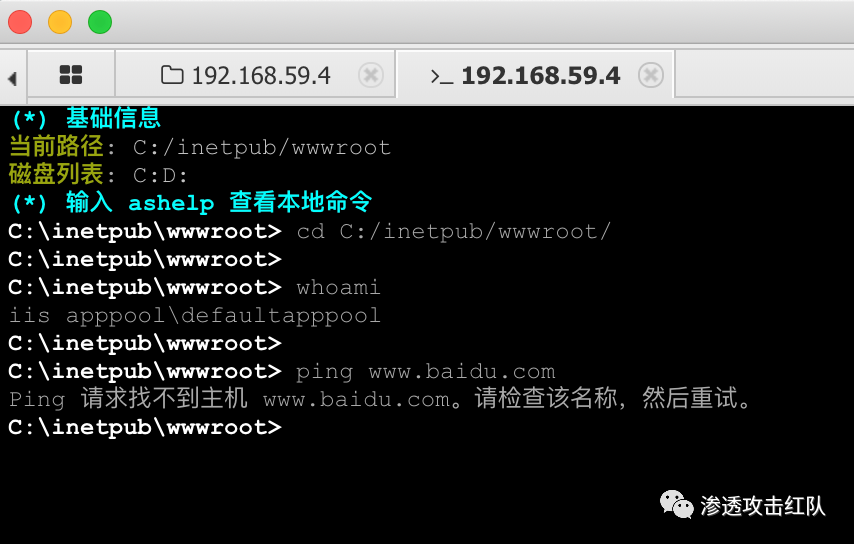 192.168.59.4
>_ 192.168.59.4
(*) 基础信息
当前路径: C:/inetpub/wwwroot
磁盘列表: C:D:
(*) 输入 ashelp 查看本地命令
C:\inetpub\wwwroot> cd C:/inetpub/wwwroot/
C:\inetpub\wwwroot>
C:\inetpub\wwwroot> whoami
iis apppool\defaultapppool
C:\inetpub\wwwroot>
C:\inetpub\wwwroot> ping www.baidu.com
Ping 请求找不到主机 www.baidu.com。请检查该名称，然后重试。
C:\inetpub\wwwroot>
渗透攻击红队